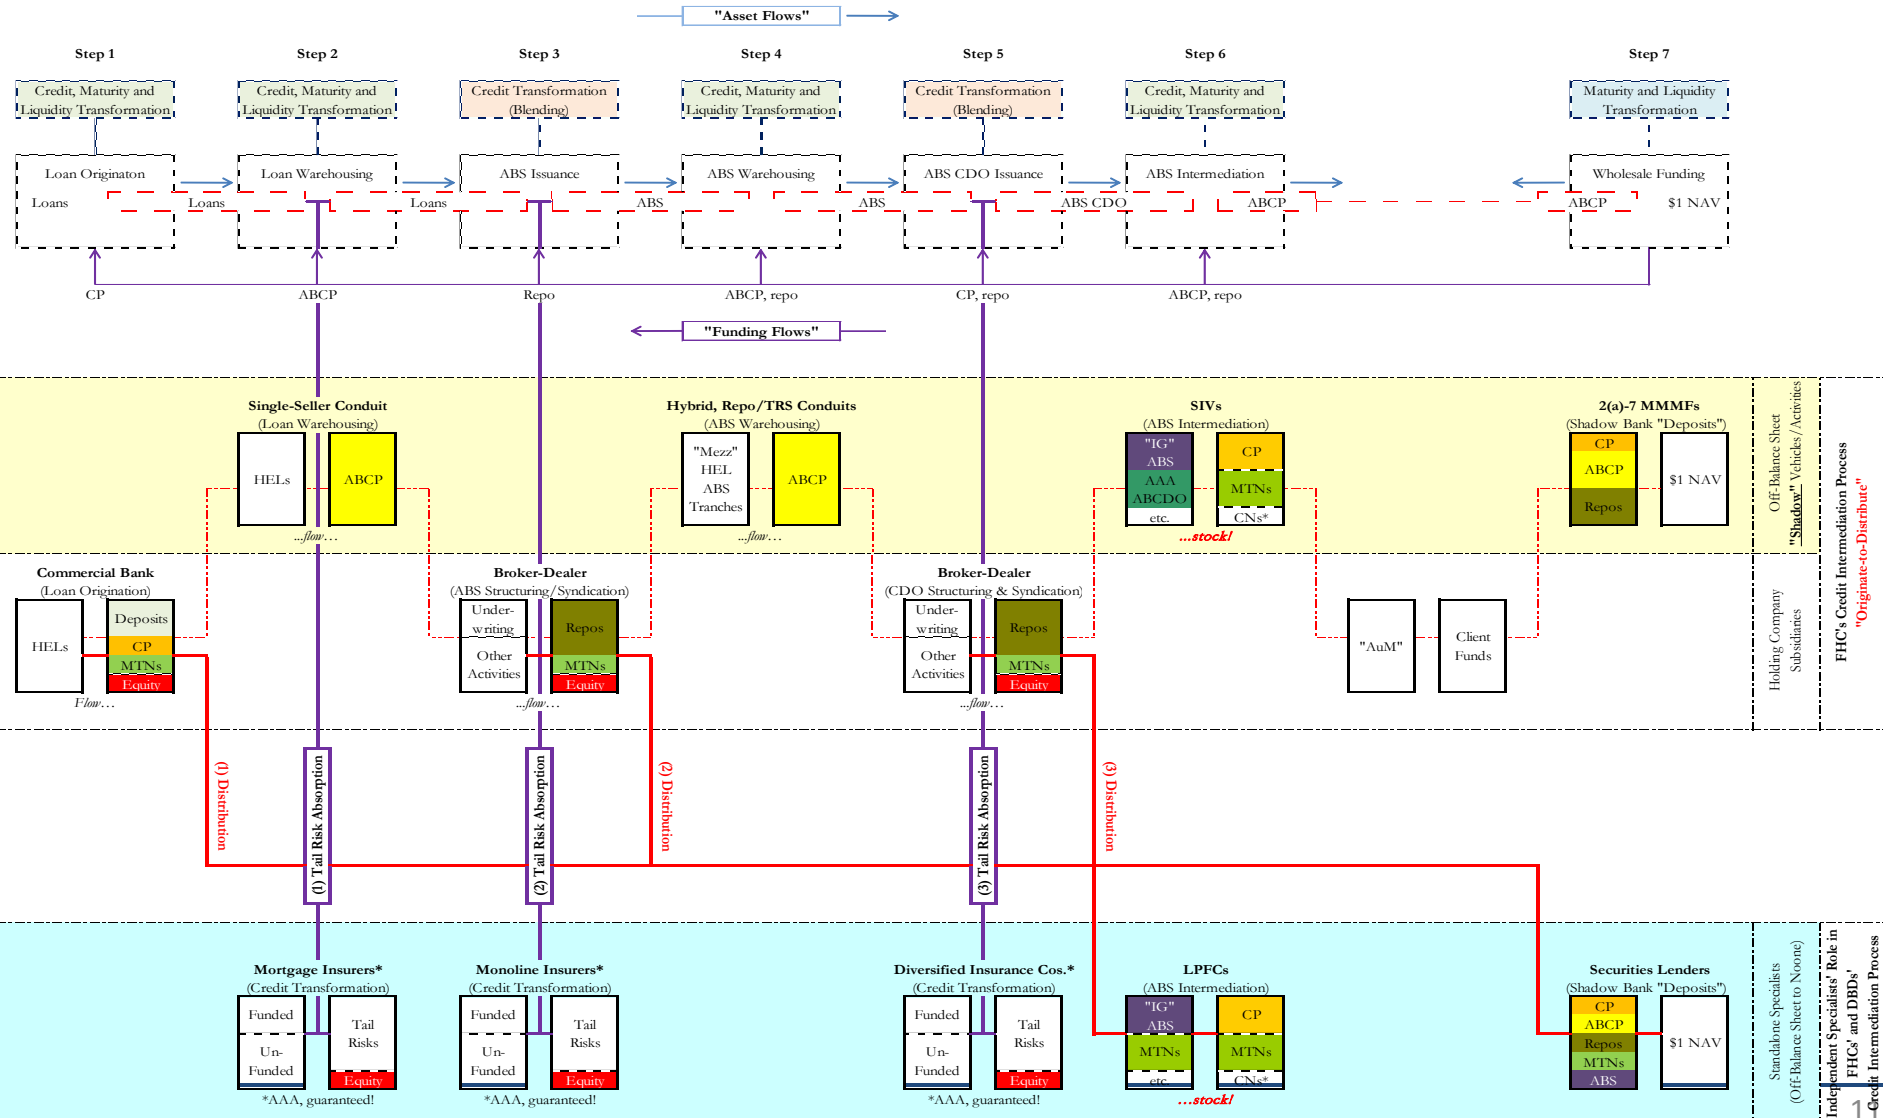 "Asset Flows"
Step 1
Step 2
Step 3
Step 4
Step 5
Step 6
Step 7
Credit, Maturity and
Liquidity Transformation
Credit, Maturity and
Liquidity Transformation
Credit Transformation
(Blending)
Credit, Maturity and
Liquidity Transformation
Credit Transformation
(Blending)
Credit, Maturity and
Liquidity Transformation
Maturity and Liquidity
Transformation
Loan Originaton
Loan Warehousing
ABS Issuance
ABS Warehousing
ABS CDO Issuance
ABS Intermediation
Wholesale Funding
Loans
Loans
Loans
ABS
ABS
ABS CDO
ABCP
ABCP
$1 NAV
CP
ABCP
Repo
ABCP, repo
CP, repo
ABCP, repo
"Funding Flows"
Single-Seller Conduit
(Loan Warehousing)
HELs
ABCP
...flow...
Hybrid, Repo/TRS Conduits
(ABS Warehousing)
"Mezz"
HEL
ABS
Tranches
ABCP
...flow...
SIVs
(ABS Intermediation)
"IG"
ABS
AAA
ABCDO
etc.
CP
MTNs
CNs*
...stock!
2(a)-7 MMMFs
(Shadow Bank "Deposits")
CP
ABCP
Repos
$1 NAV
Off-Balance Sheet
"Shadow" Vehicles/Activities
FHC's Credit Intermediation Process
"Originate-to-Distribute"
Commercial Bank
(Loan Origination)
HELs
Deposits
CP
MTNs
Equity
Flow...
Broker-Dealer
(ABS Structuring/Syndication)
Under-
writing
Other
Activities
Repos
MTNs
Equity
...flow...
Broker-Dealer
(CDO Structuring & Syndication)
Under-
writing
Other
Activities
Repos
MTNs
Equity
...flow...
"AuM"
Client
Funds
Holding Company
Subsidiaries
(1) Distribution
(1) Tail Risk Absorption
(2) Tail Risk Absorption
(2) Distribution
(3) Tail Risk Absorption
(3) Distribution
Mortgage Insurers*
(Credit Transformation)
Funded
Un-
Funded
Tail
Risks
Equity
*AAA, guaranteed!
Monoline Insurers*
(Credit Transformation)
Funded
Un-
Funded
Tail
Risks
Equity
*AAA, guaranteed!
Diversified Insurance Cos.*
(Credit Transformation)
Funded
Un-
Funded
Tail
Risks
Equity
*AAA, guaranteed!
LPFCs
(ABS Intermediation)
"IG"
ABS
MTNs
etc.
CP
MTNs
CNs*
...stock!
Securities Lenders
(Shadow Bank "Deposits")
CP
ABCP
Repos
MTNs
ABS
$1 NAV
Standalone Specialists
(Off-Balance Sheet to Noone)
Independent Specialists' Role in
FHCs' and DBDs'
Credit Intermediation Process